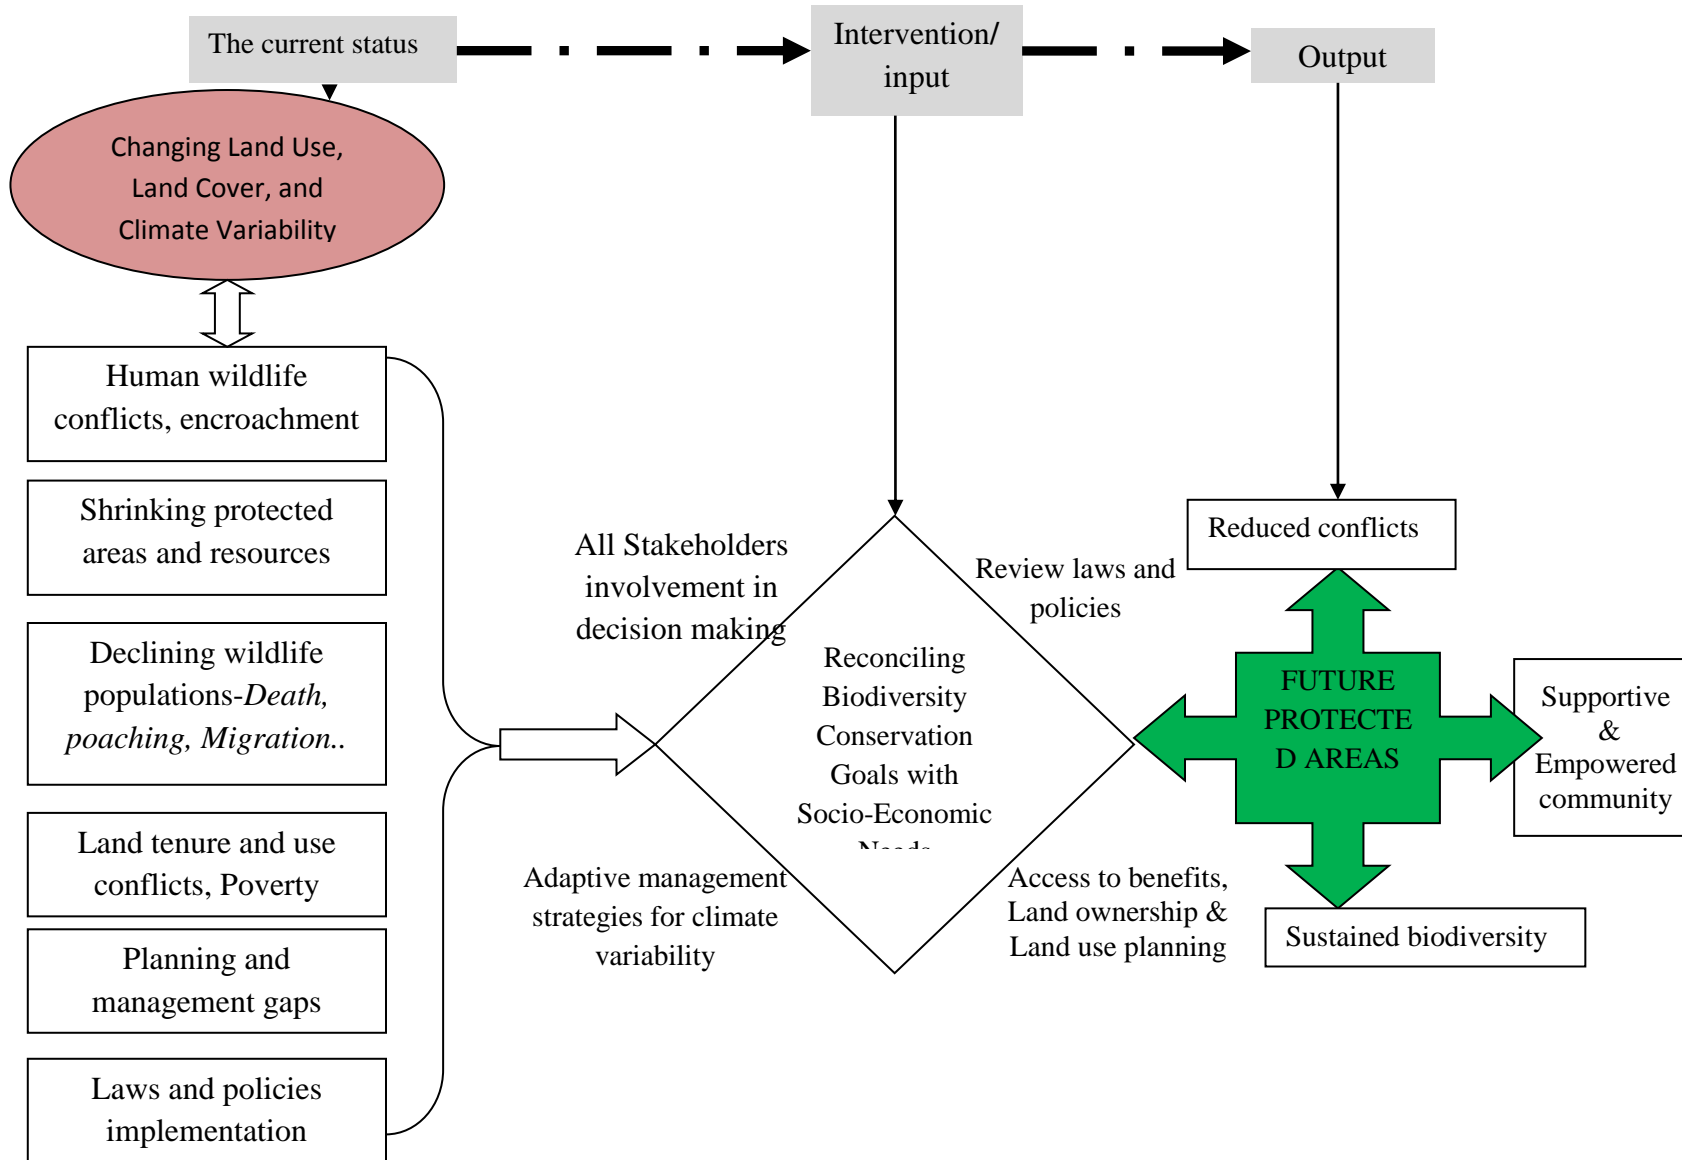 The current status
Intervention/
input
Output
Changing Land Use,
Land Cover, and
Climate Variability
Human wildlife
conflicts, encroachment
Shrinking protected
areas and resources
Declining wildlife
populations-Death,
poaching, Migration..
Land tenure and use
conflicts, Poverty
Planning and
management gaps
Laws and policies
implementation
All Stakeholders
involvement in
decision making
Adaptive management
strategies for climate
variability
Reconciling
Biodiversity
Conservation
Goals with
Socio-Economic
Needs
Review laws and
policies
Access to benefits,
Land ownership &
Land use planning
Reduced conflicts
FUTURE
PROTECTE
D AREAS
Supportive
&
Empowered
community
Sustained biodiversity